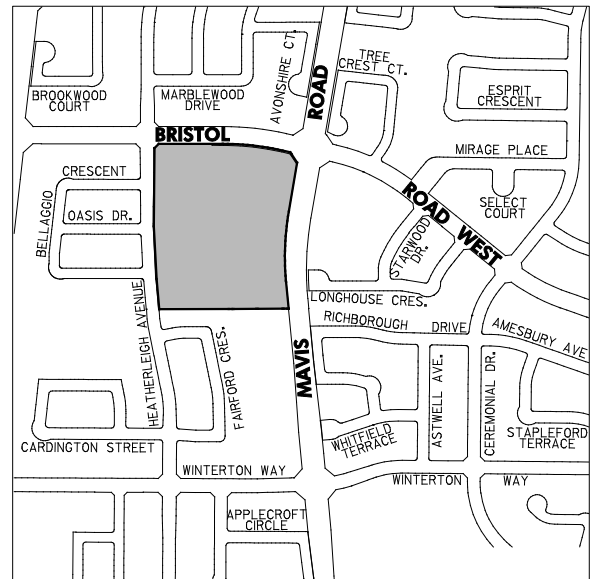 AVONSHIRE CT.
ROAD
TREE
CREST CT.
BROOKWOOD
COURT
MARBLEWOOD
DRIVE
ESPRIT
CRESCENT
BRISTOL
MIRAGE PLACE
CRESCENT
BELLAGGIO
OASIS DR.
ROAD WEST
SELECT
COURT
STARWOOD
DR.
LONGHOUSE CRES.
RICHBOROUGH DRIVE
AMESBURY AVE.
HEATHERLEIGH AVENUE
FAIRFORD CRES.
MAVIS
ASTWELL AVE.
CEREMONIAL DR.
CARDINGTON STREET
WHITFIELD
TERRACE
STAPLEFORD
TERRACE
WINTERTON WAY
WINTERTON WAY
APPLECROFT
CIRCLE